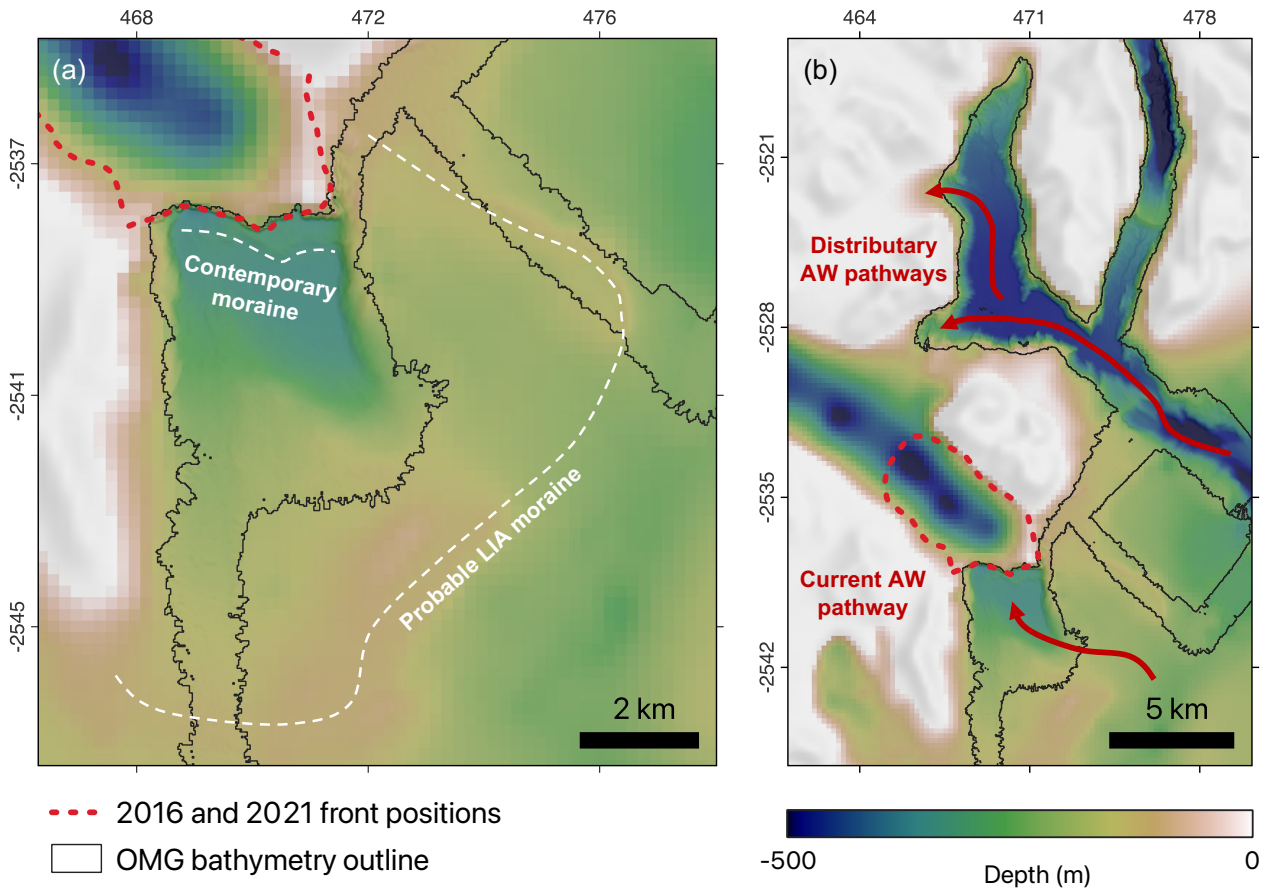 468 472 476
464 471 478
(a)
(b)
-2537
-2541
-2545
-2521
-2528
-2535
-2542
Contemporary
moraine
Probable LIA moraine
2 km
Distributary
AW pathways
Current AW
pathway
5 km
2016 and 2021 front positions
OMG bathymetry outline
-500 0
Depth (m)